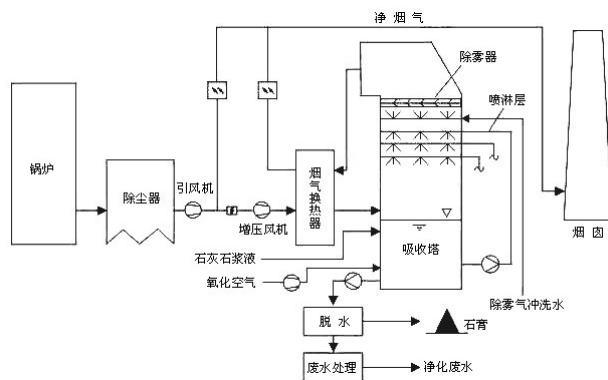 净烟气
除雾器
喷淋层
锅炉
除尘器
引风机
增压风机
烟气换热器
石灰石浆液
氧化空气
吸收塔
烟囱
除雾气冲洗水
脱水
石膏
废水处理
净化废水